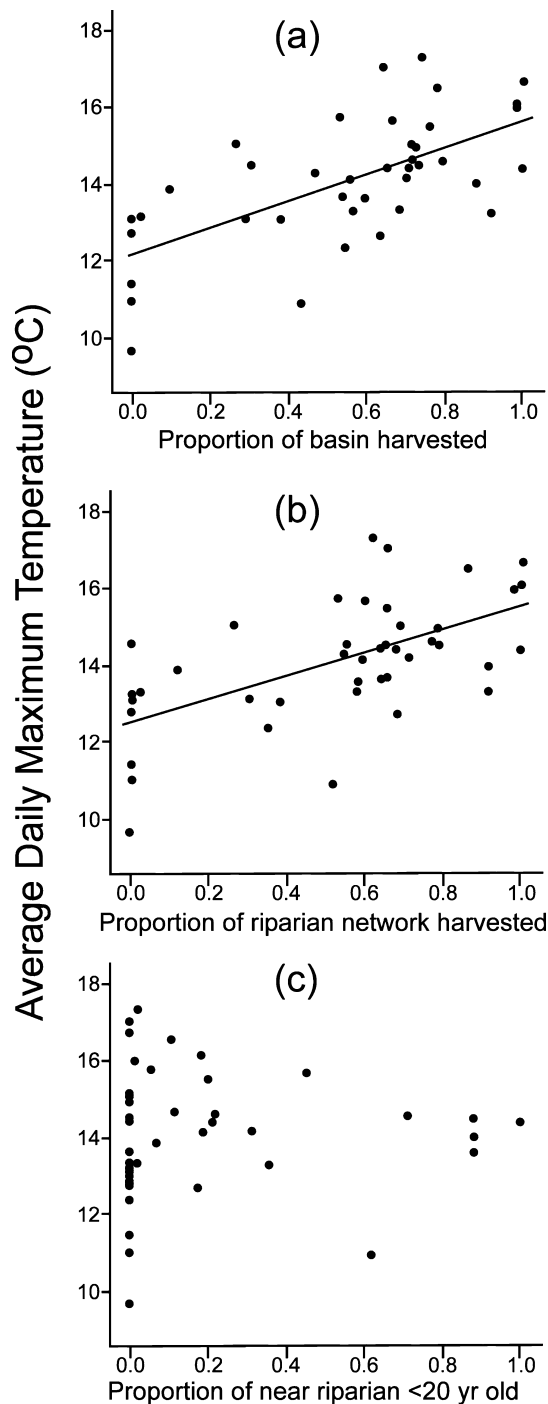 Average Daily Maximum Temperature (ºC)
(a)
18
16
14
12
10
0.0 0.2 0.4 0.6 0.8 1.0
Proportion of basin harvested
(b)
18
16
14
12
10
0.0 0.2 0.4 0.6 0.8 1.0
Proportion of riparian network harvested
(c)
18
16
14
12
10
0.0 0.2 0.4 0.6 0.8 1.0
Proportion of near riparian <20 yr old